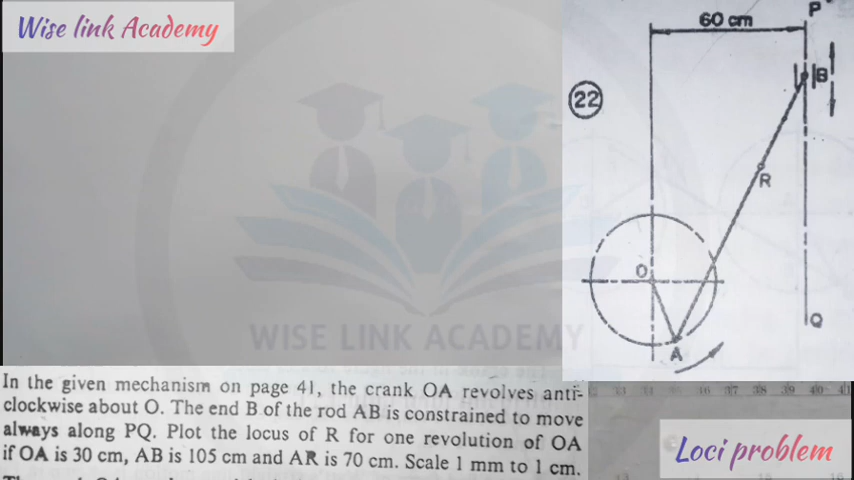 Wise link Academy
60 cm
P
B
22
R
O
Q
A
WISE LINK ACADEMY
In the given mechanism on page 41, the crank OA revolves anti-
clockwise about O. The end B of the rod AB is constrained to move
always along PQ. Plot the locus of R for one revolution of OA
if OA is 30 cm, AB is 105 cm and AR is 70 cm. Scale 1 mm to 1 cm.
Loci problem